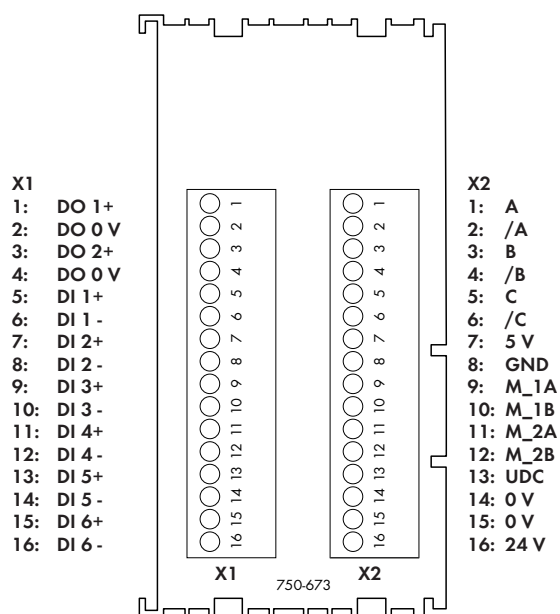 X1
1: DO 1+
2: DO 0 V
3: DO 2+
4: DO 0 V
5: DI 1+
6: DI 1 -
7: DI 2+
8: DI 2 -
9: DI 3+
10: DI 3 -
11: DI 4+
12: DI 4 -
13: DI 5+
14: DI 5 -
15: DI 6+
16: DI 6 -
1
2
3
4
5
6
7
8
9
10
11
12
13
14
15
16
X1
750-673
1
2
3
4
5
6
7
8
9
10
11
12
13
14
15
16
X2
X2
1: A
2: /A
3: B
4: /B
5: C
6: /C
7: 5 V
8: GND
9: M_1A
10: M_1B
11: M_2A
12: M_2B
13: UDC
14: 0 V
15: 0 V
16: 24 V